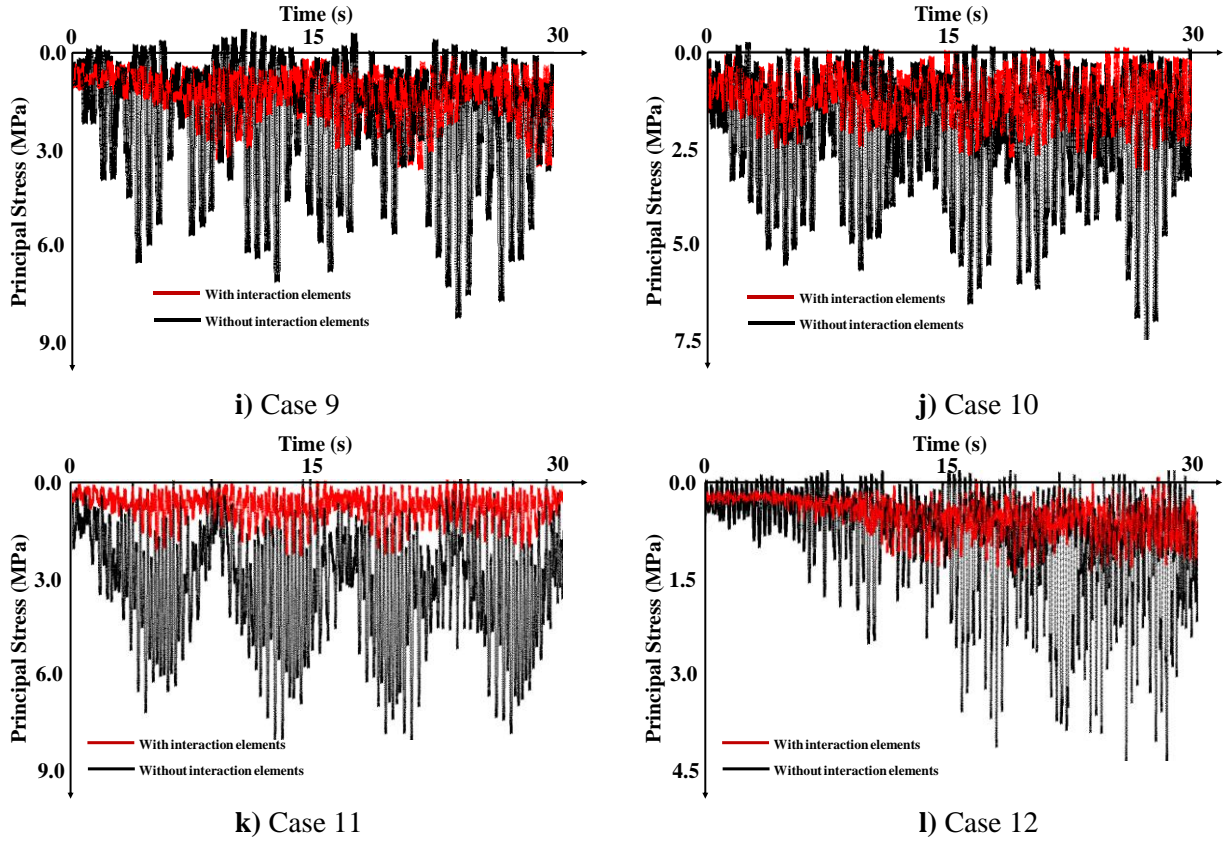 Time (s)
0 15 30
0.0
3.0
6.0
9.0
Principal Stress (MPa)
With interaction elements
Without interaction elements
i) Case 9
Time (s)
0 15 30
0.0
2.5
5.0
7.5
Principal Stress (MPa)
With interaction elements
Without interaction elements
j) Case 10
Time (s)
0 15 30
0.0
3.0
6.0
9.0
Principal Stress (MPa)
With interaction elements
Without interaction elements
k) Case 11
Time (s)
0 15 30
0.0
1.5
3.0
4.5
Principal Stress (MPa)
With interaction elements
Without interaction elements
l) Case 12